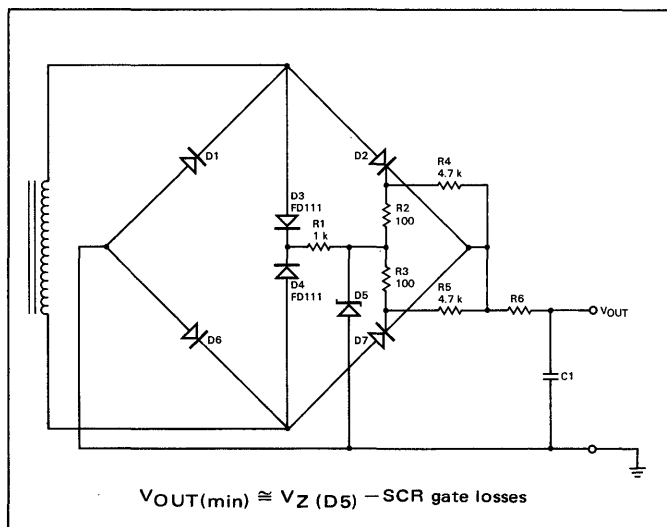 D1
D2
R4
4.7 k
D3
FD111
R1
1 k
R2
100
D4
FD111
D5
R3
100
R5
4.7 k
R6
VOUT
D6
D7
C1
VOUT(min) ≅ VZ (D5) – SCR gate losses